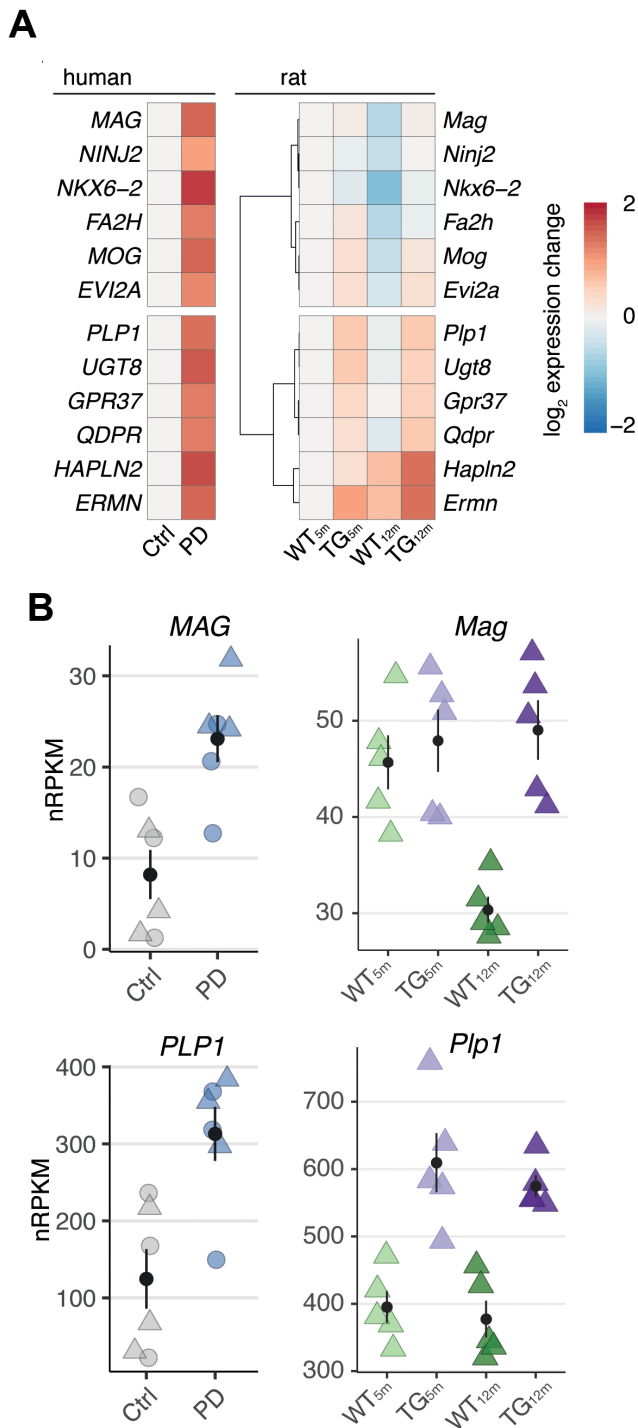 A
human rat
MAG Mag
NINJ2 Ninj2
NKX6–2 Nkx6–2
FA2H Fa2h
MOG Mog
EVI2A Evi2a
PLP1 Plp1
UGT8 Ugt8
GPR37 Gpr37
QDPR Qdpr
HAPLN2 Hapln2
ERMN Ermn
Ctrl PD WT5m TG5m WT12m TG12m
log2 expression change
2
0
–2
B
MAG
nRPKM
30
20
10
0
Ctrl PD
Mag
50
40
30
WT5m TG5m WT12m TG12m
PLP1
nRPKM
400
300
200
100
Ctrl PD
Plp1
700
600
500
400
300
WT5m TG5m WT12m TG12m